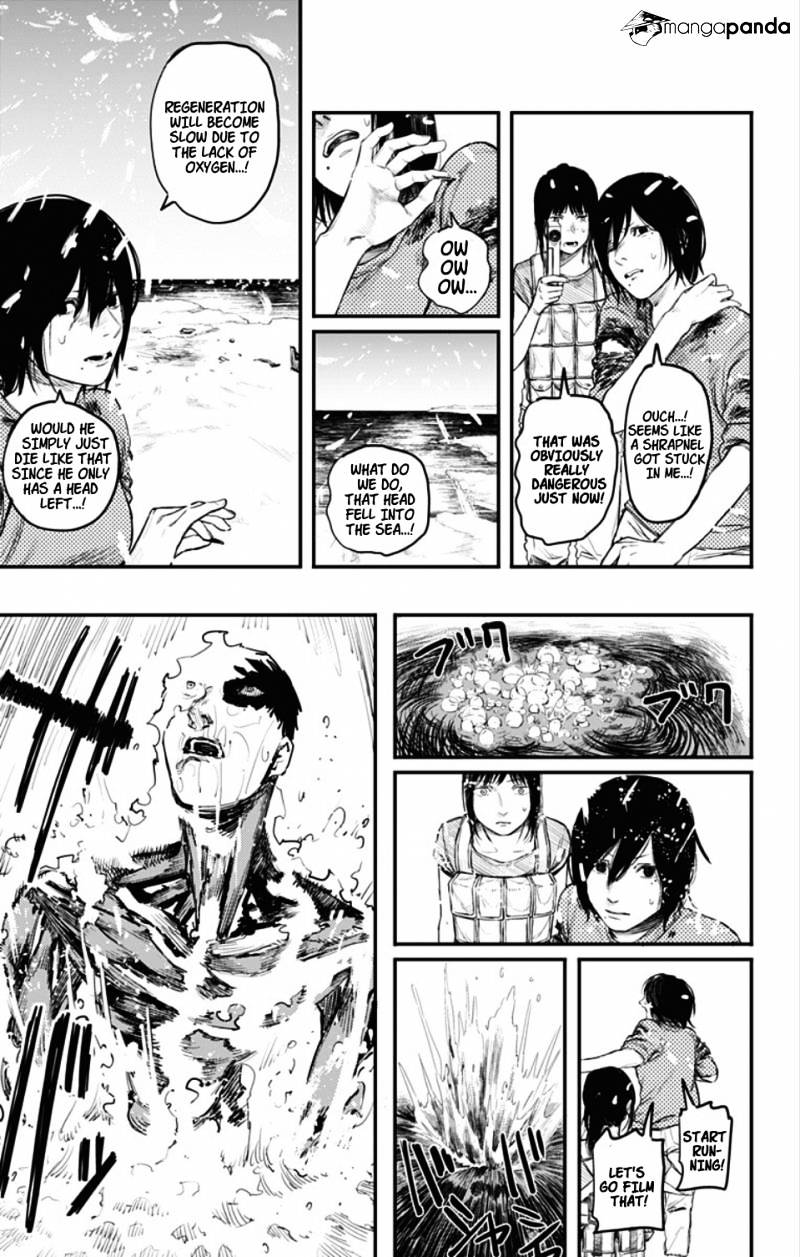 mangapanda
OUCH...!
SEEMS LIKE
A SHRAPNEL
GOT STUCK
IN ME...!
THAT WAS
OBVIOUSLY
REALLY
DANGEROUS
JUST NOW!
OW
OW
OW...
WHAT DO
WE DO,
THAT HEAD
FELL INTO
THE SEA...!
REGENERATION
WILL BECOME
SLOW DUE TO
THE LACK OF
OXYGEN...!
WOULD HE
SIMPLY JUST
DIE LIKE THAT
SINCE HE ONLY
HAS A HEAD
LEFT...!
ブク
ブク
START
RUN-
NING!
LET'S
GO FILM
THAT!